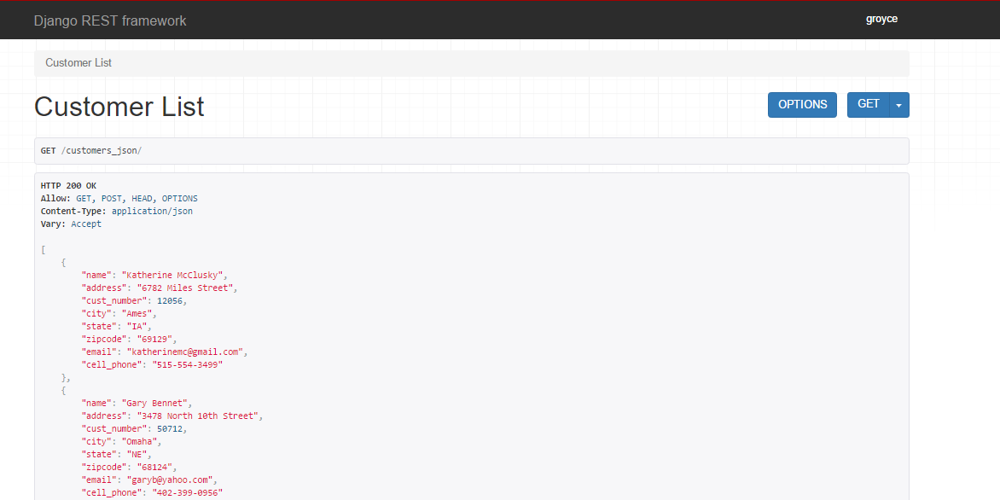 Django REST framework
groyce
Customer List
Customer List
OPTIONS
GET
GET /customers_json/
HTTP 200 OK
Allow: GET, POST, HEAD, OPTIONS
Content-Type: application/json
Vary: Accept
[
{
"name": "Katherine McClusky",
"address": "6782 Miles Street",
"cust_number": 12056,
"city": "Ames",
"state": "IA",
"zipcode": "69129",
"email": "katherinemc@gmail.com",
"cell_phone": "515-554-3499"
},
{
"name": "Gary Bennet",
"address": "3478 North 10th Street",
"cust_number": 50712,
"city": "Omaha",
"state": "NE",
"zipcode": "68124",
"email": "garyb@yahoo.com",
"cell_phone": "402-399-0956"